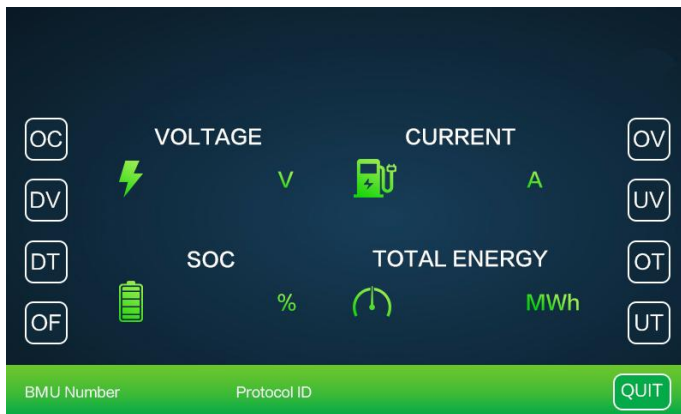 OC
VOLTAGE
CURRENT
OV
V
A
DV
UV
DT
SOC
TOTAL ENERGY
OT
%
MWh
OF
UT
BMU Number
Protocol ID
QUIT